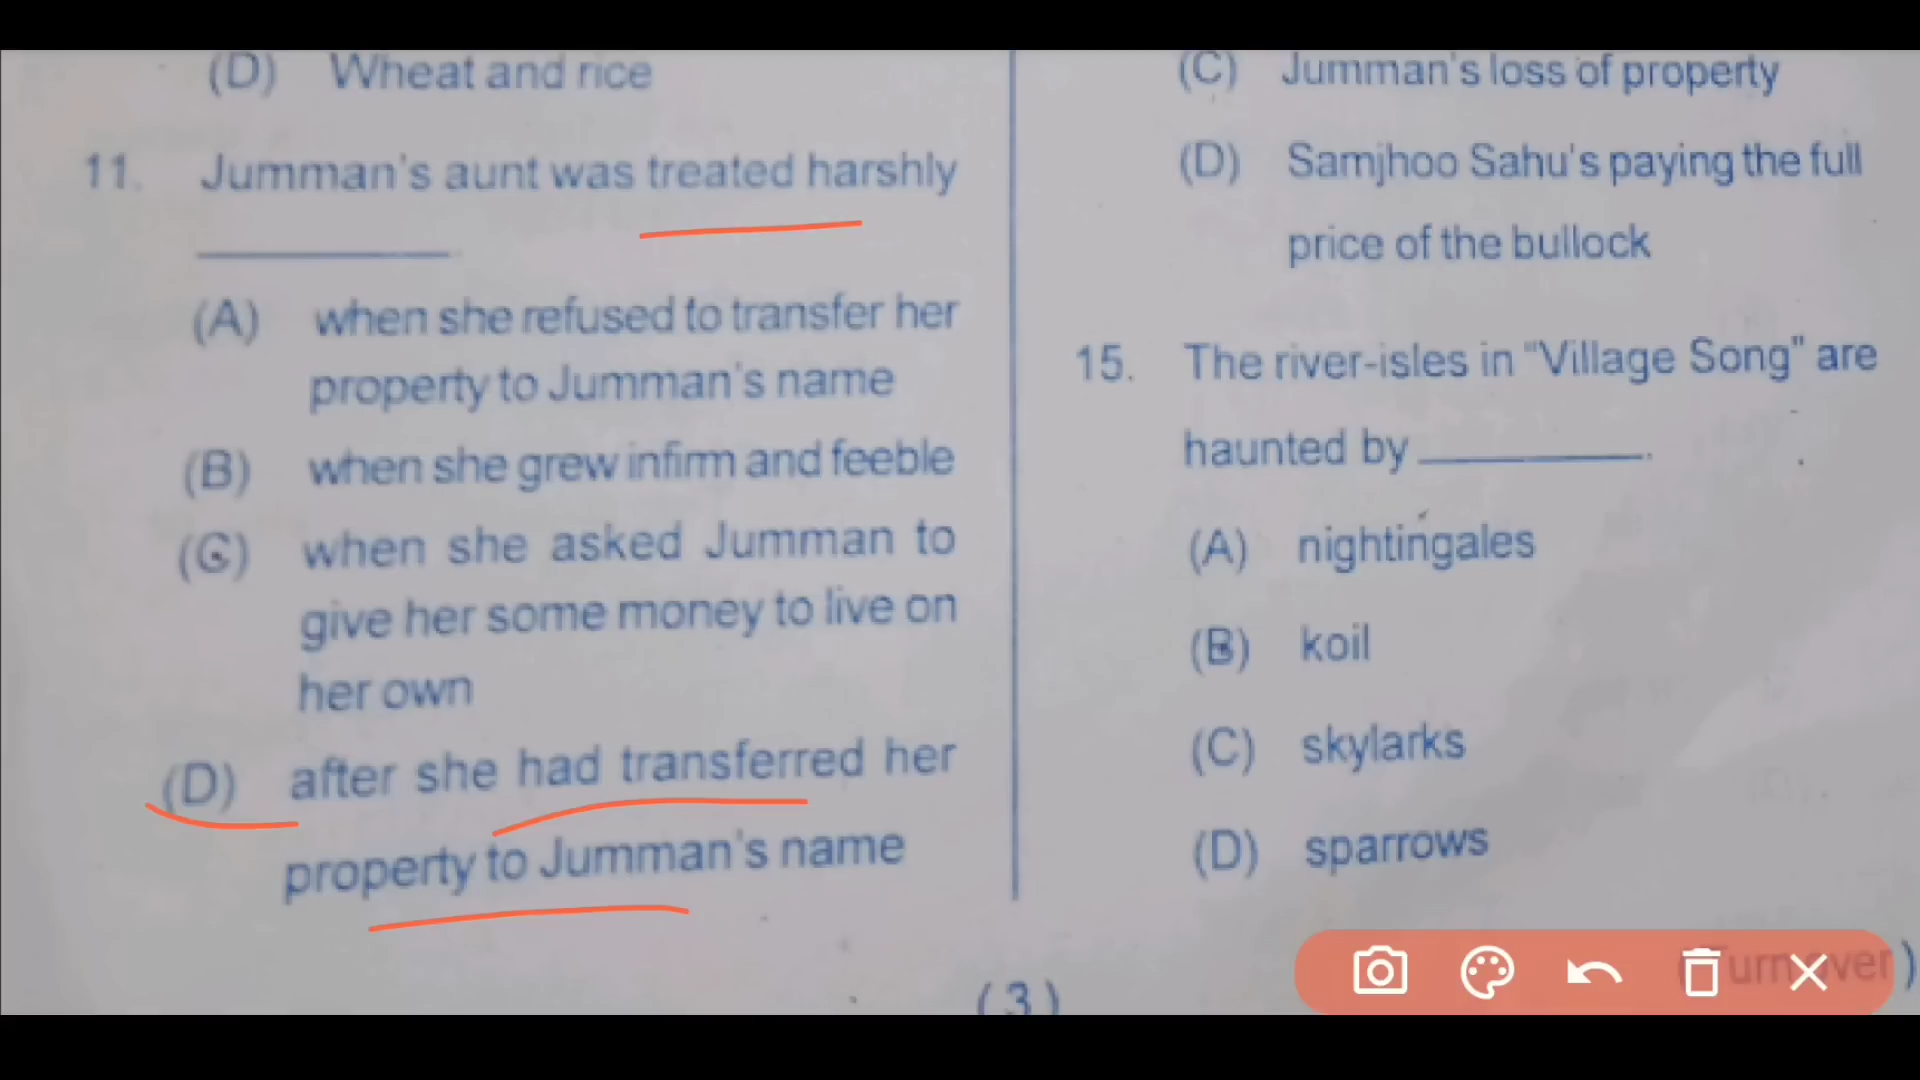 (D) Wheat and rice
11. Jumman's aunt was treated harshly
(A) when she refused to transfer her
property to Jumman's name
(B) when she grew infirm and feeble
(C) when she asked Jumman to
give her some money to live on
her own
(D) after she had transferred her
property to Jumman's name
(C) Jumman's loss of property
(D) Samjhoo Sahu's paying the full
price of the bullock
15. The river-isles in "Village Song" are
haunted by ________.
(A) nightingales
(B) koil
(C) skylarks
(D) sparrows
(Turn over)
(3)